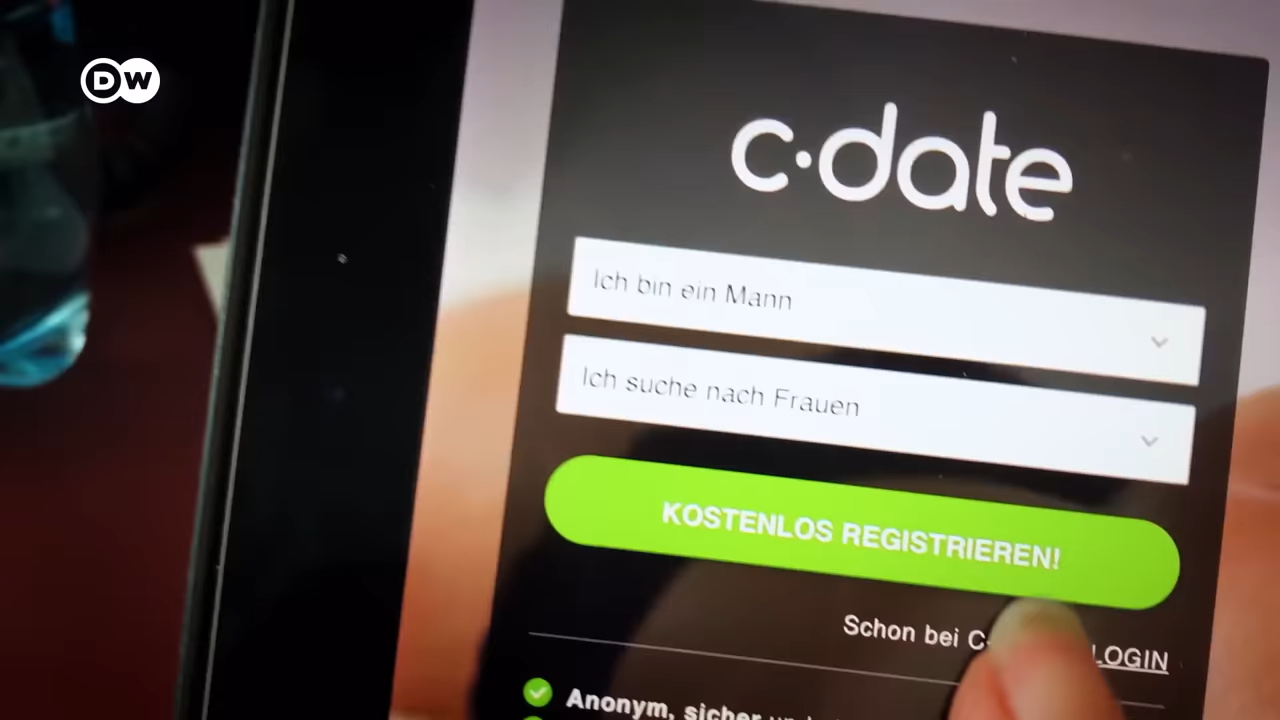 DW
c·date
Ich bin ein Mann
Ich suche nach Frauen
KOSTENLOS REGISTRIEREN!
Schon bei C-
LOGIN
Anonym, sicher